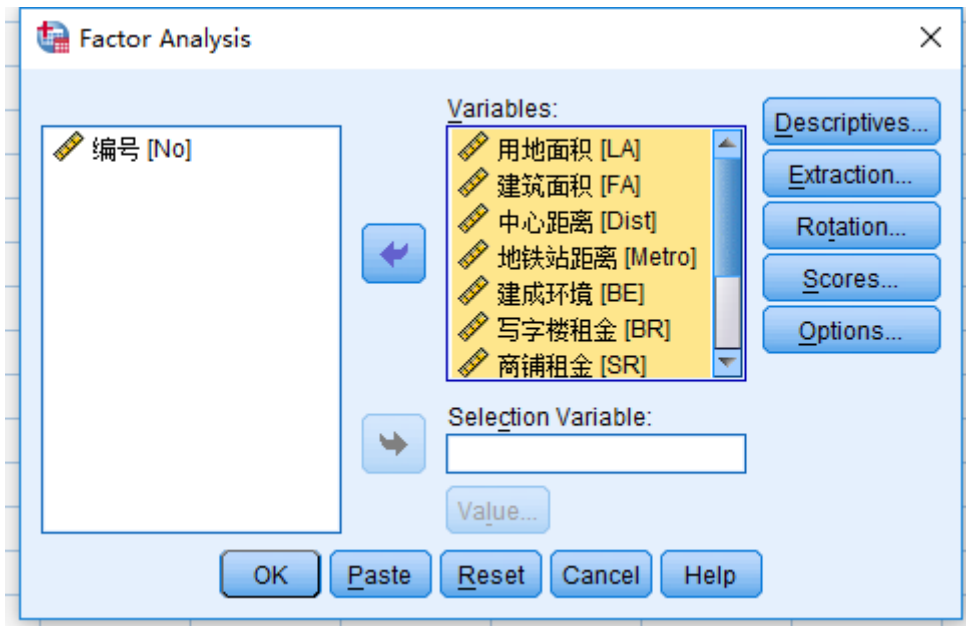 Factor Analysis
编号 [No]
Variables:
用地面积 [LA]
建筑面积 [FA]
中心距离 [Dist]
地铁站距离 [Metro]
建成环境 [BE]
写字楼租金 [BR]
商铺租金 [SR]
Selection Variable:
Value...
Descriptives...
Extraction...
Rotation...
Scores...
Options...
OK Paste Reset Cancel Help